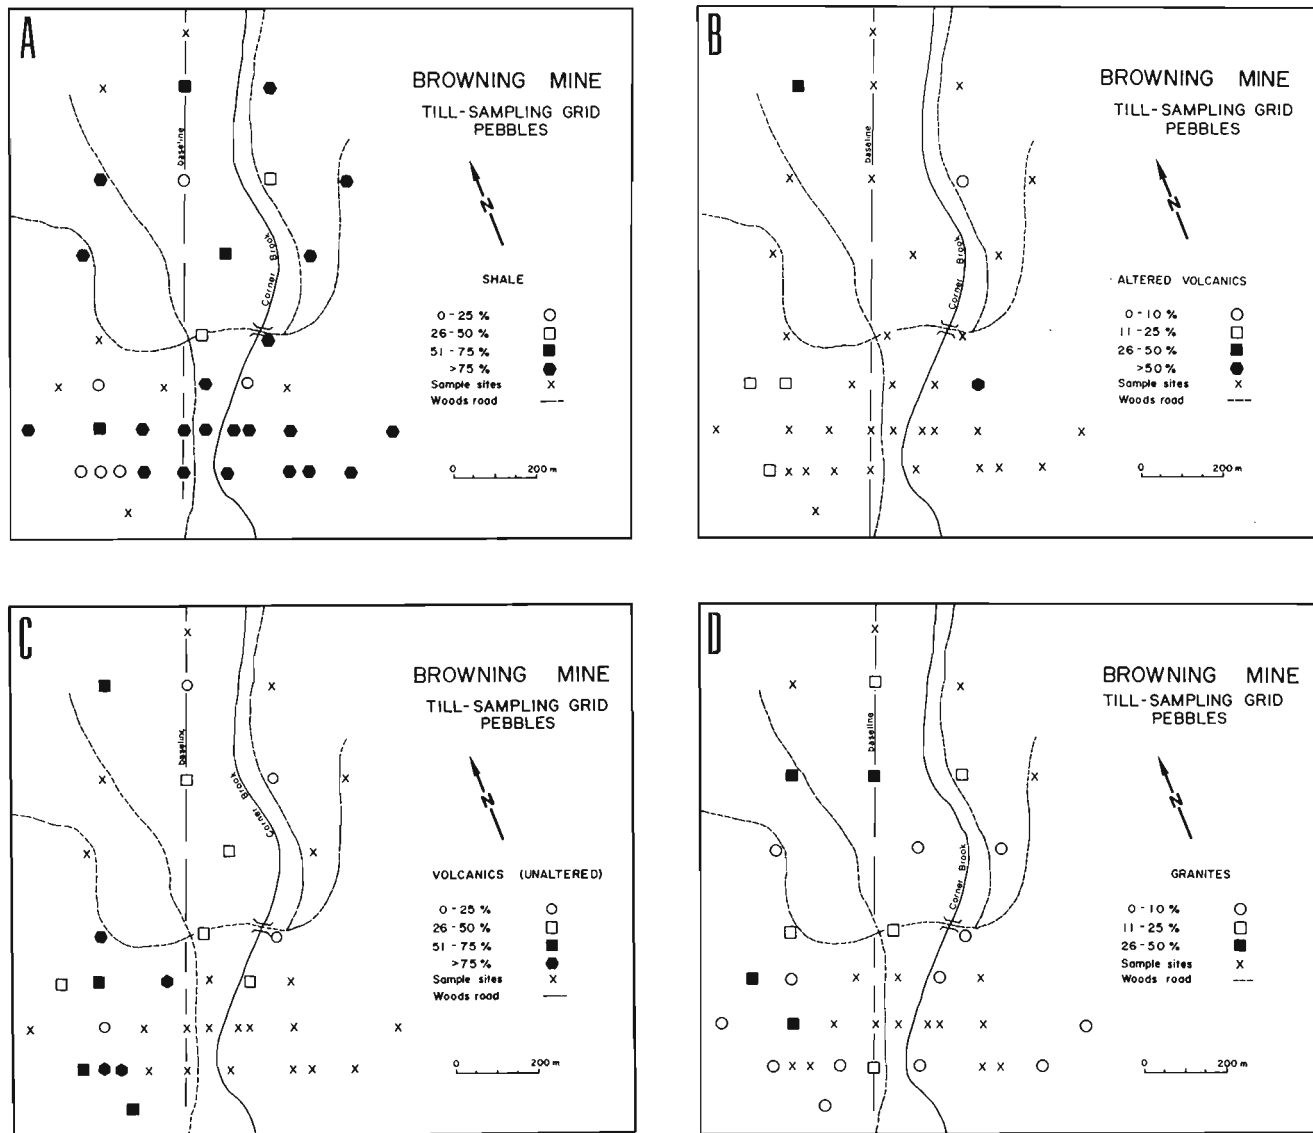 A
BROWNING MINE
TILL-SAMPLING GRID
PEBBLES
baseline
N
Corner Brook
SHALE
0-25 %
26-50 %
51-75 %
>75 %
Sample sites x
Woods road
0 200 m
B
BROWNING MINE
TILL-SAMPLING GRID
PEBBLES
baseline
N
Corner Brook
ALTERED VOLCANICS
0-10 %
11-25 %
26-50 %
>50 %
Sample sites x
Woods road
0 200 m
C
BROWNING MINE
TILL-SAMPLING GRID
PEBBLES
baseline
N
Corner Brook
VOLCANICS (UNALTERED)
0-25 %
26-50 %
51-75 %
>75 %
Sample sites x
Woods road
0 200 m
D
BROWNING MINE
TILL-SAMPLING GRID
PEBBLES
baseline
N
Corner Brook
GRANITES
0-10 %
11-25 %
26-50 %
Sample sites x
Woods road
0 200 m